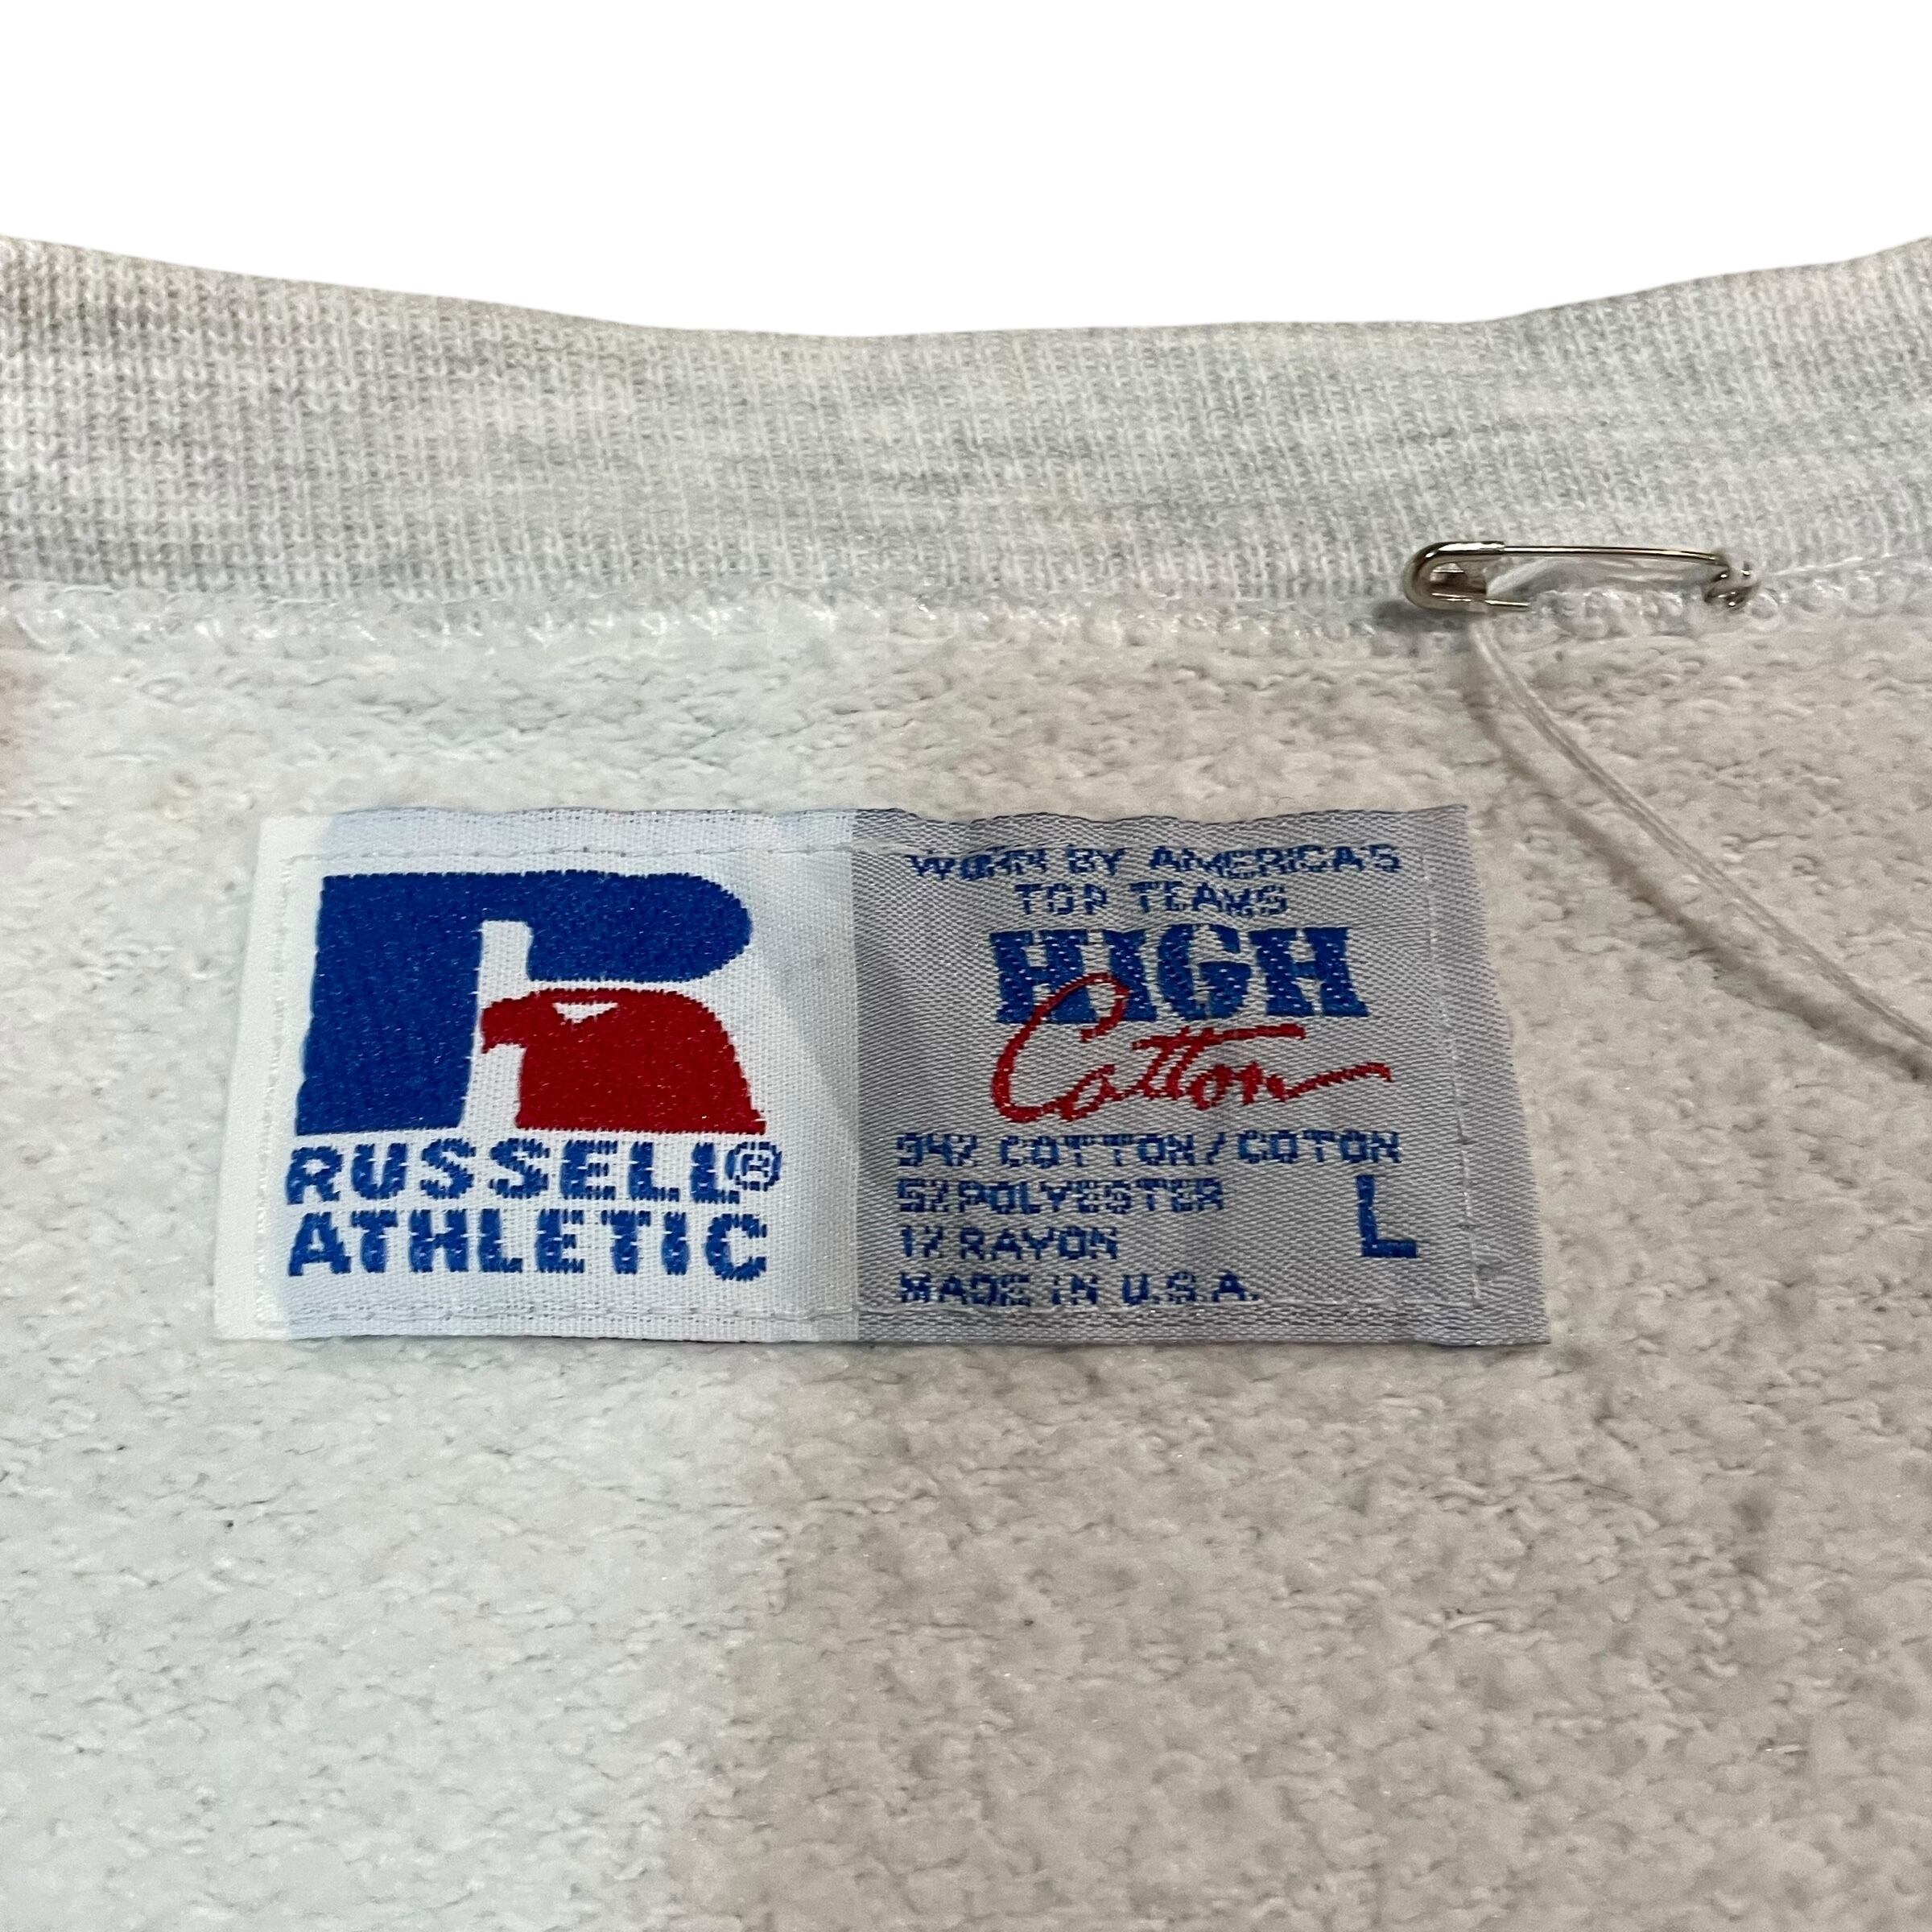 RUSSELL®
ATHLETIC
WORN BY AMERICA'S
TOP TEAMS
HIGH
Cotton
94% COTTON/COTON
5% POLYESTER
1% RAYON
L
MADE IN U.S.A.